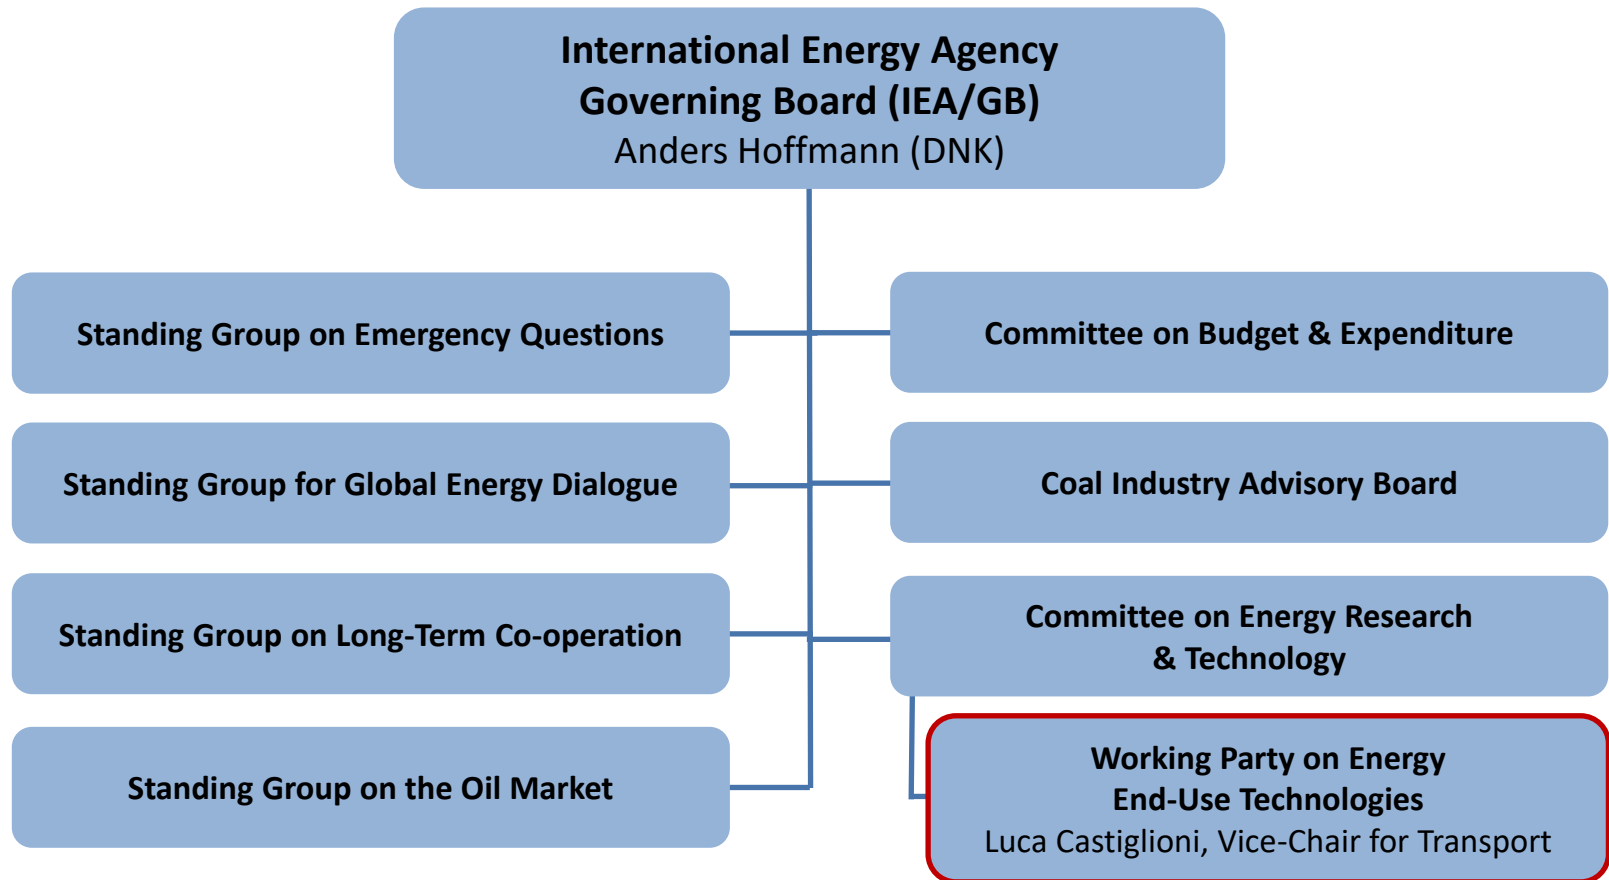 International Energy Agency
Governing Board (IEA/GB)
Anders Hoffmann (DNK)
Standing Group on Emergency Questions
Committee on Budget & Expenditure
Standing Group for Global Energy Dialogue
Coal Industry Advisory Board
Standing Group on Long-Term Co-operation
Committee on Energy Research
& Technology
Standing Group on the Oil Market
Working Party on Energy
End-Use Technologies
Luca Castiglioni, Vice-Chair for Transport